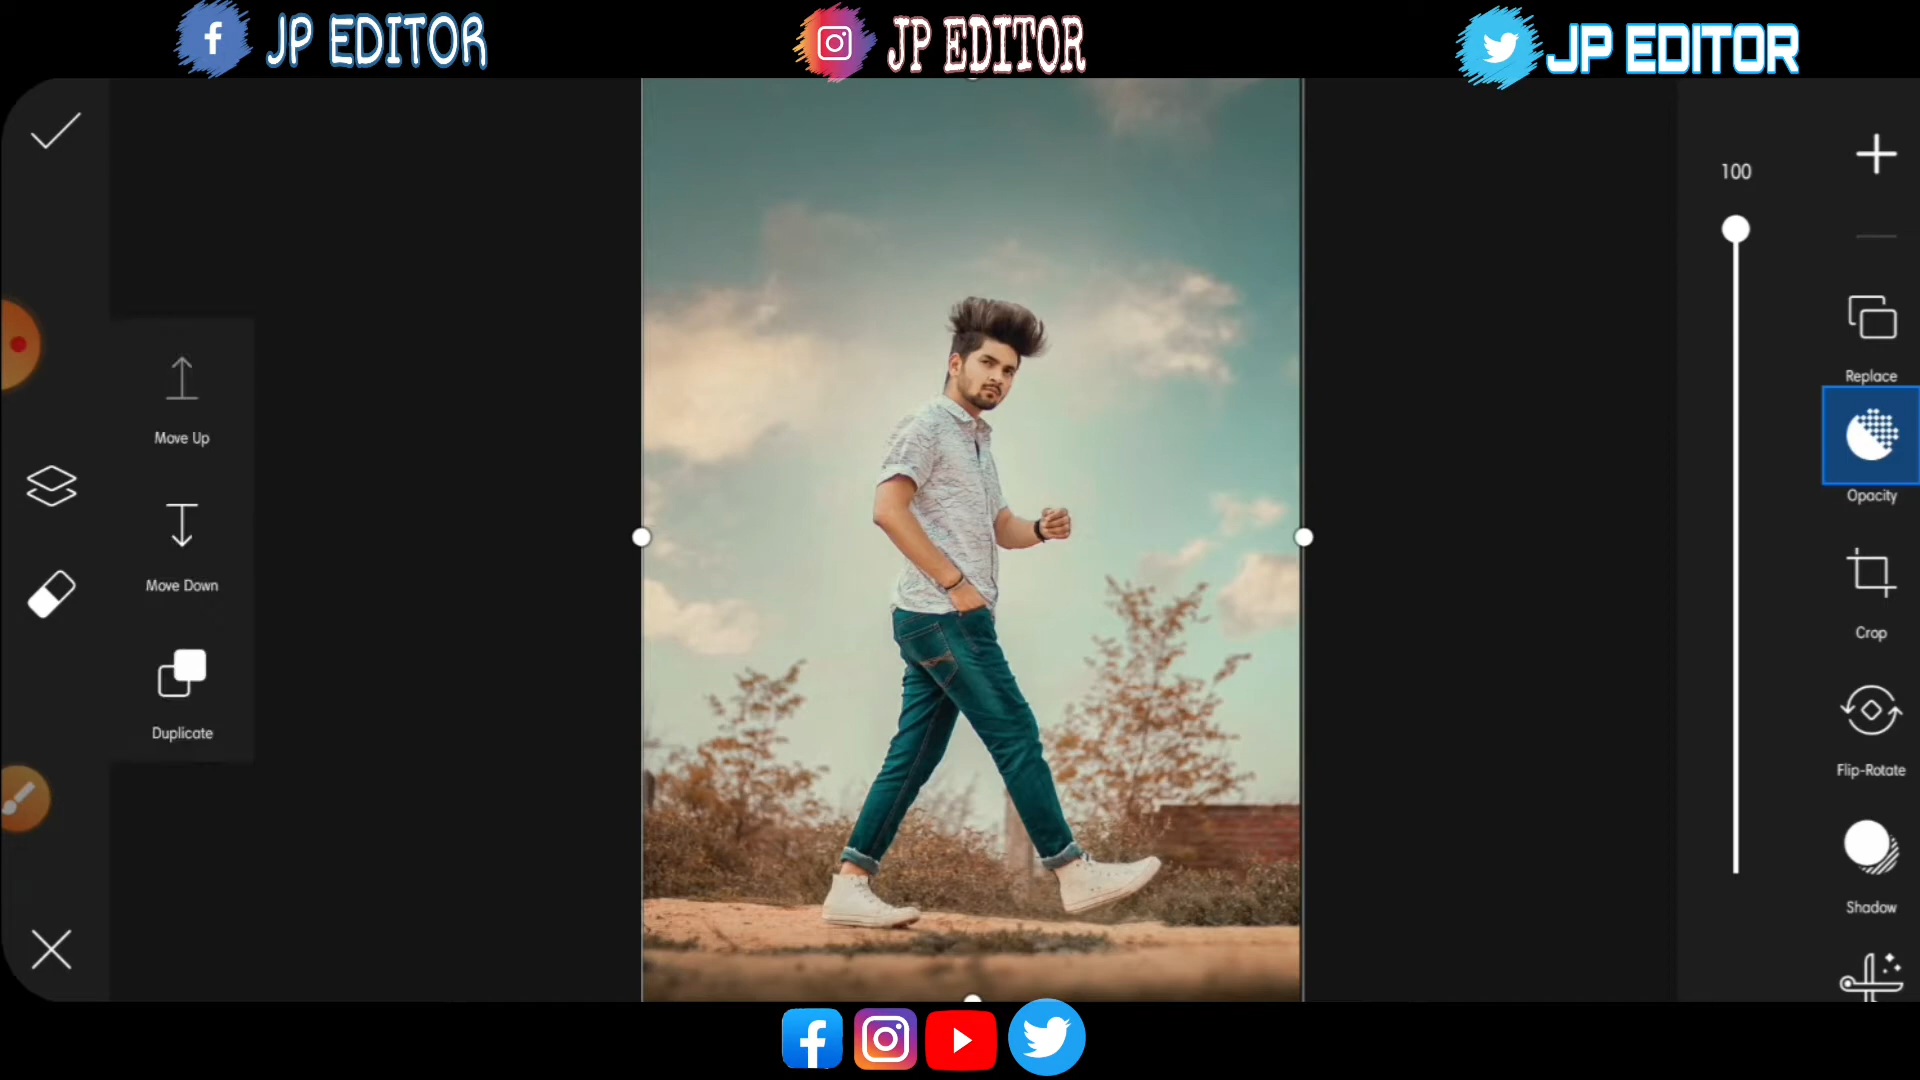 JP EDITOR
JP EDITOR
JP EDITOR
100
Replace
Move Up
Opacity
Move Down
Crop
Duplicate
Flip-Rotate
Shadow